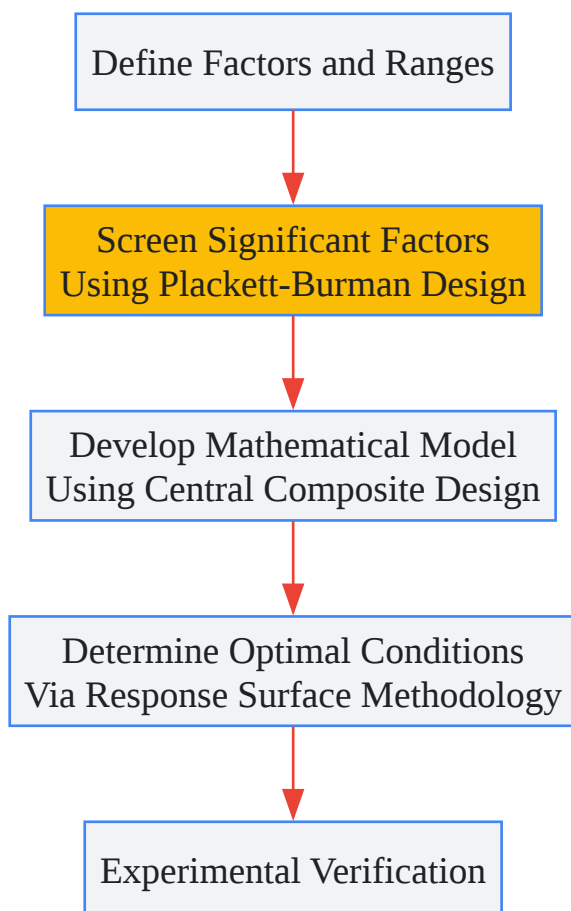 Define Factors and Ranges
Screen Significant Factors
Using Plackett-Burman Design
Develop Mathematical Model
Using Central Composite Design
Determine Optimal Conditions
Via Response Surface Methodology
Experimental Verification